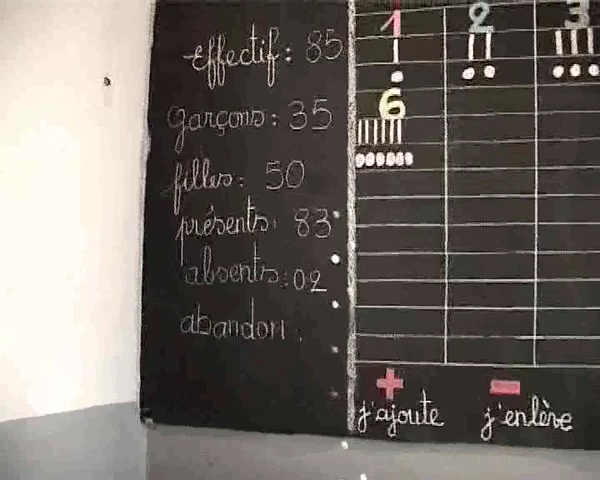 Effectif: 85
garçons: 35
filles: 50
présents: 83
absents: 02
abandon.
1 2 3
6
+ -
j'ajoute j'enlève